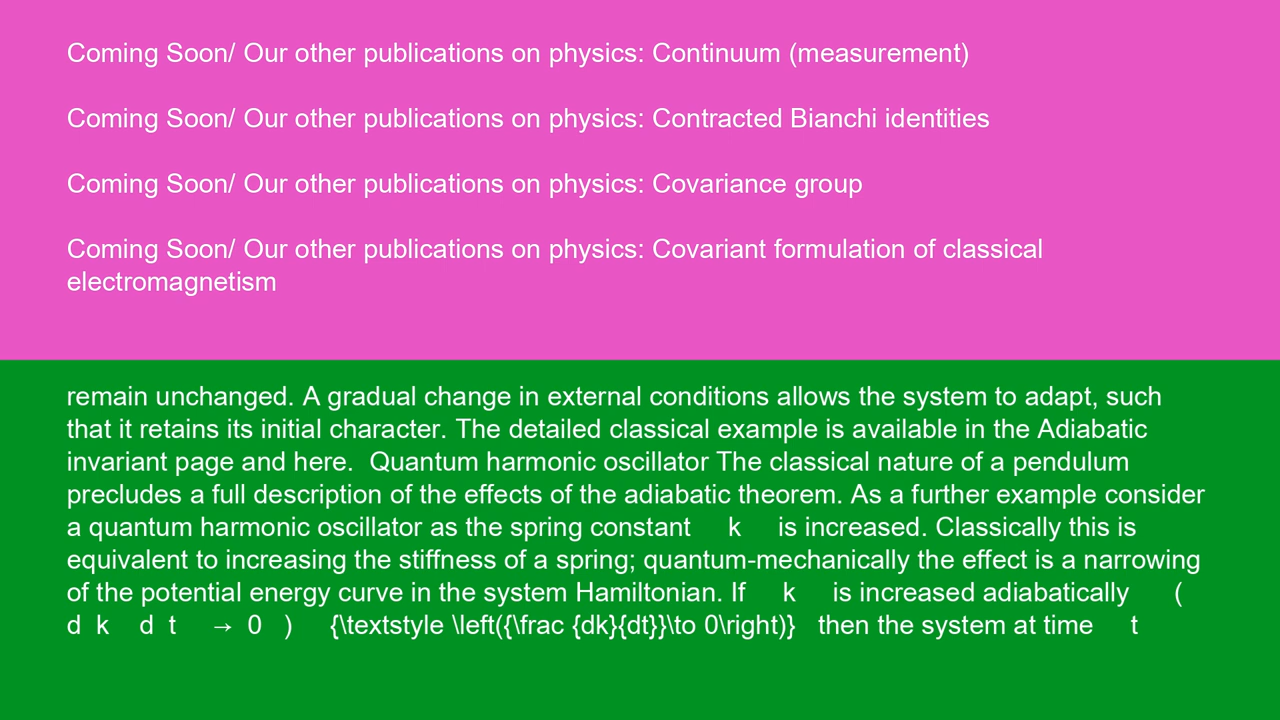 Coming Soon/ Our other publications on physics: Continuum (measurement)
Coming Soon/ Our other publications on physics: Contracted Bianchi identities
Coming Soon/ Our other publications on physics: Covariance group
Coming Soon/ Our other publications on physics: Covariant formulation of classical
electromagnetism
remain unchanged. A gradual change in external conditions allows the system to adapt, such
that it retains its initial character. The detailed classical example is available in the Adiabatic
invariant page and here.  Quantum harmonic oscillator The classical nature of a pendulum
precludes a full description of the effects of the adiabatic theorem. As a further example consider
a quantum harmonic oscillator as the spring constant     k     is increased. Classically this is
equivalent to increasing the stiffness of a spring; quantum-mechanically the effect is a narrowing
of the potential energy curve in the system Hamiltonian. If     k     is increased adiabatically     (
d  k    d  t     →  0   )     {\textstyle \left({\frac {dk}{dt}}\to 0\right)}   then the system at time     t